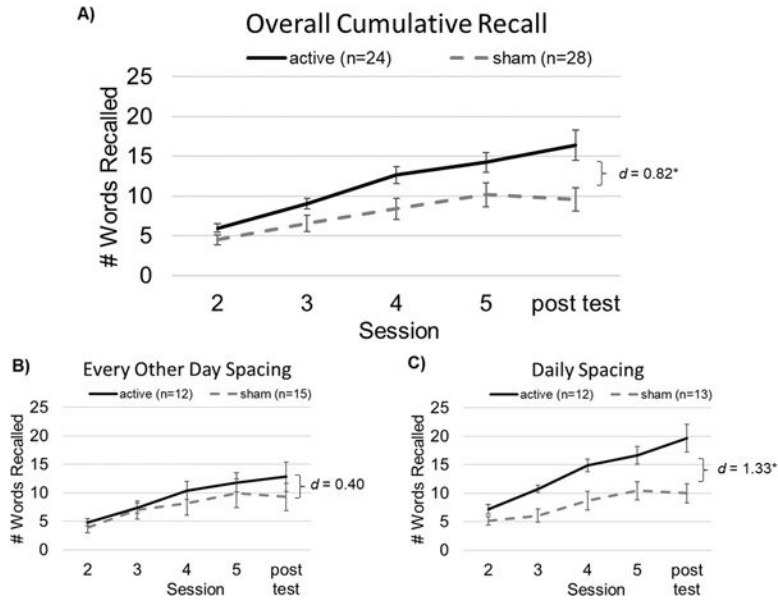 A)
Overall Cumulative Recall
active (n=24) sham (n=28)
# Words Recalled
25
20
15
10
5
0
d = 0.82*
2 3 4 5 post test
Session
B)
Every Other Day Spacing
active (n=12) sham (n=15)
# Words Recalled
25
20
15
10
5
0
d = 0.40
2 3 4 5 post
test
Session
C)
Daily Spacing
active (n=12) sham (n=13)
# Words Recalled
25
20
15
10
5
0
d = 1.33*
2 3 4 5 post
test
Session